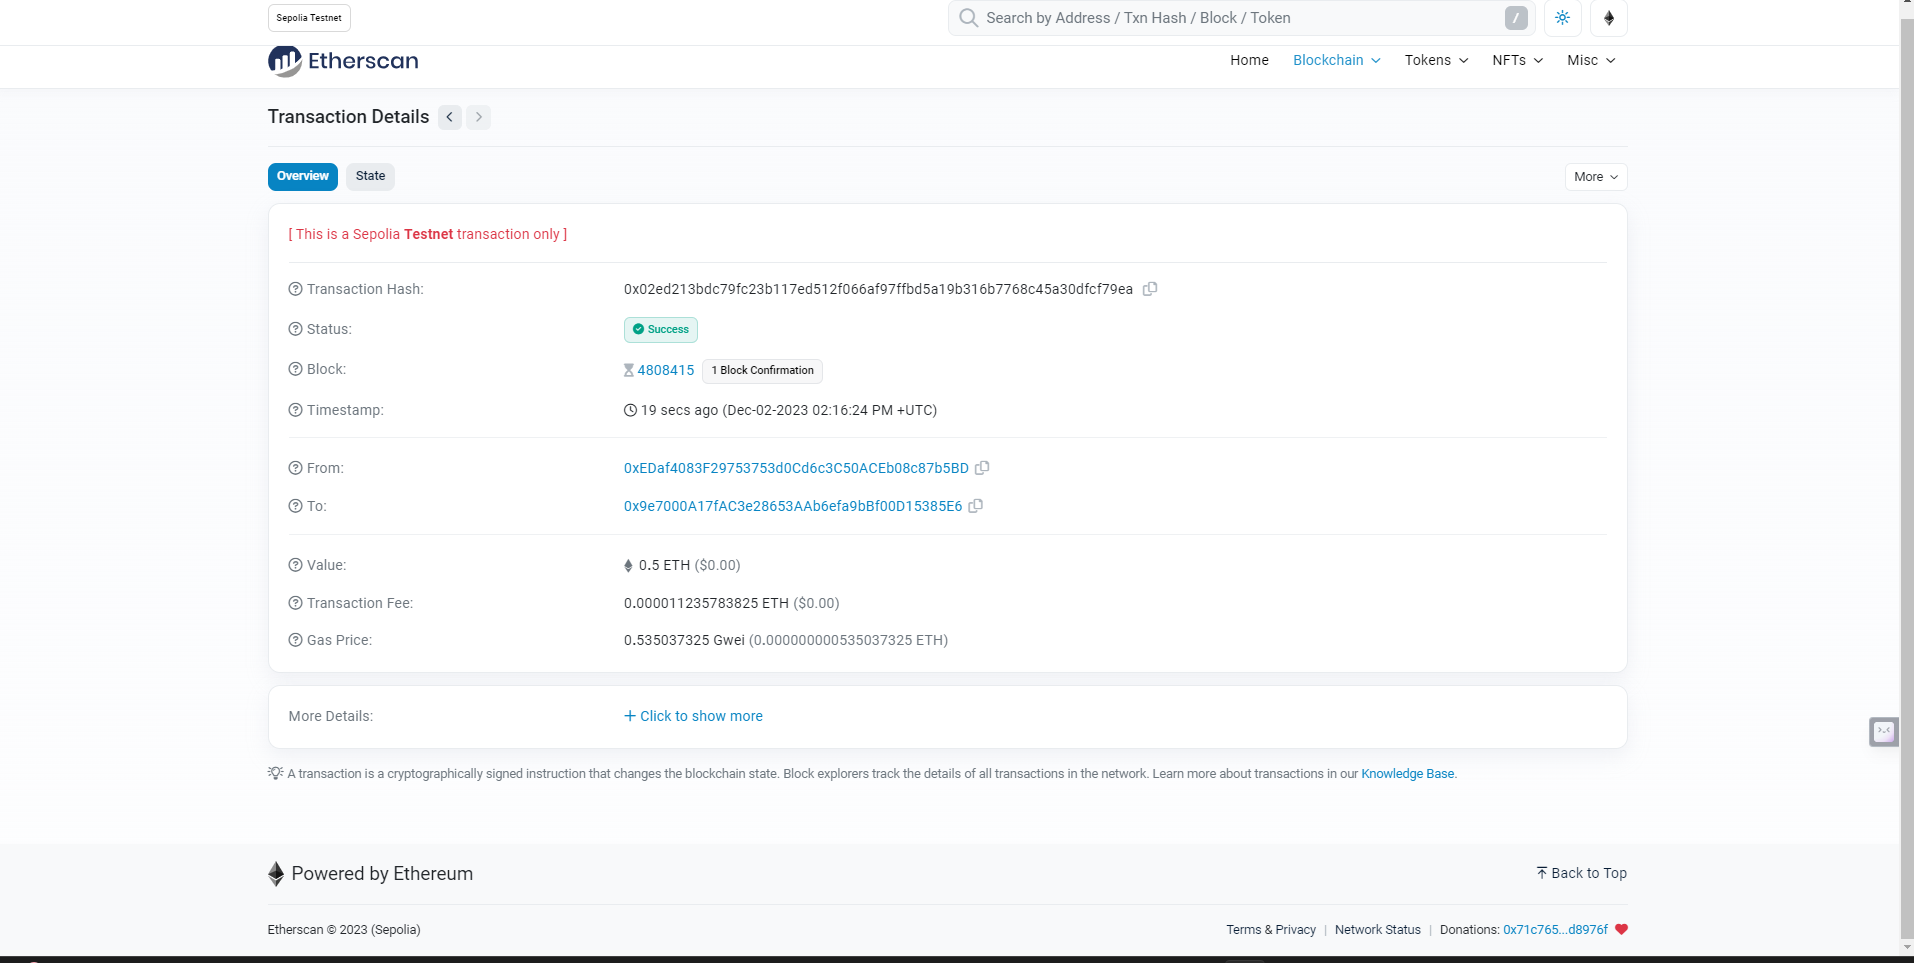 Sepolia Testnet
Search by Address / Txn Hash / Block / Token /
Etherscan
Home Blockchain Tokens NFTs Misc
Transaction Details
Overview State More
[ This is a Sepolia Testnet transaction only ]
Transaction Hash: 0x02ed213bdc79fc23b117ed512f066af97ffbd5a19b316b7768c45a30dfcf79ea
Status: Success
Block: 4808415 1 Block Confirmation
Timestamp: 19 secs ago (Dec-02-2023 02:16:24 PM +UTC)
From: 0xEDaf4083F29753753d0Cd6c3C50ACEb08c87b5BD
To: 0x9e7000A17fAC3e28653AAb6efa9bBf00D15385E6
Value: 0.5 ETH ($0.00)
Transaction Fee: 0.000011235783825 ETH ($0.00)
Gas Price: 0.535037325 Gwei (0.000000000535037325 ETH)
More Details: + Click to show more
A transaction is a cryptographically signed instruction that changes the blockchain state. Block explorers track the details of all transactions in the network. Learn more about transactions in our Knowledge Base.
Powered by Ethereum Back to Top
Etherscan © 2023 (Sepolia) Terms & Privacy | Network Status | Donations: 0x71c765...d8976f